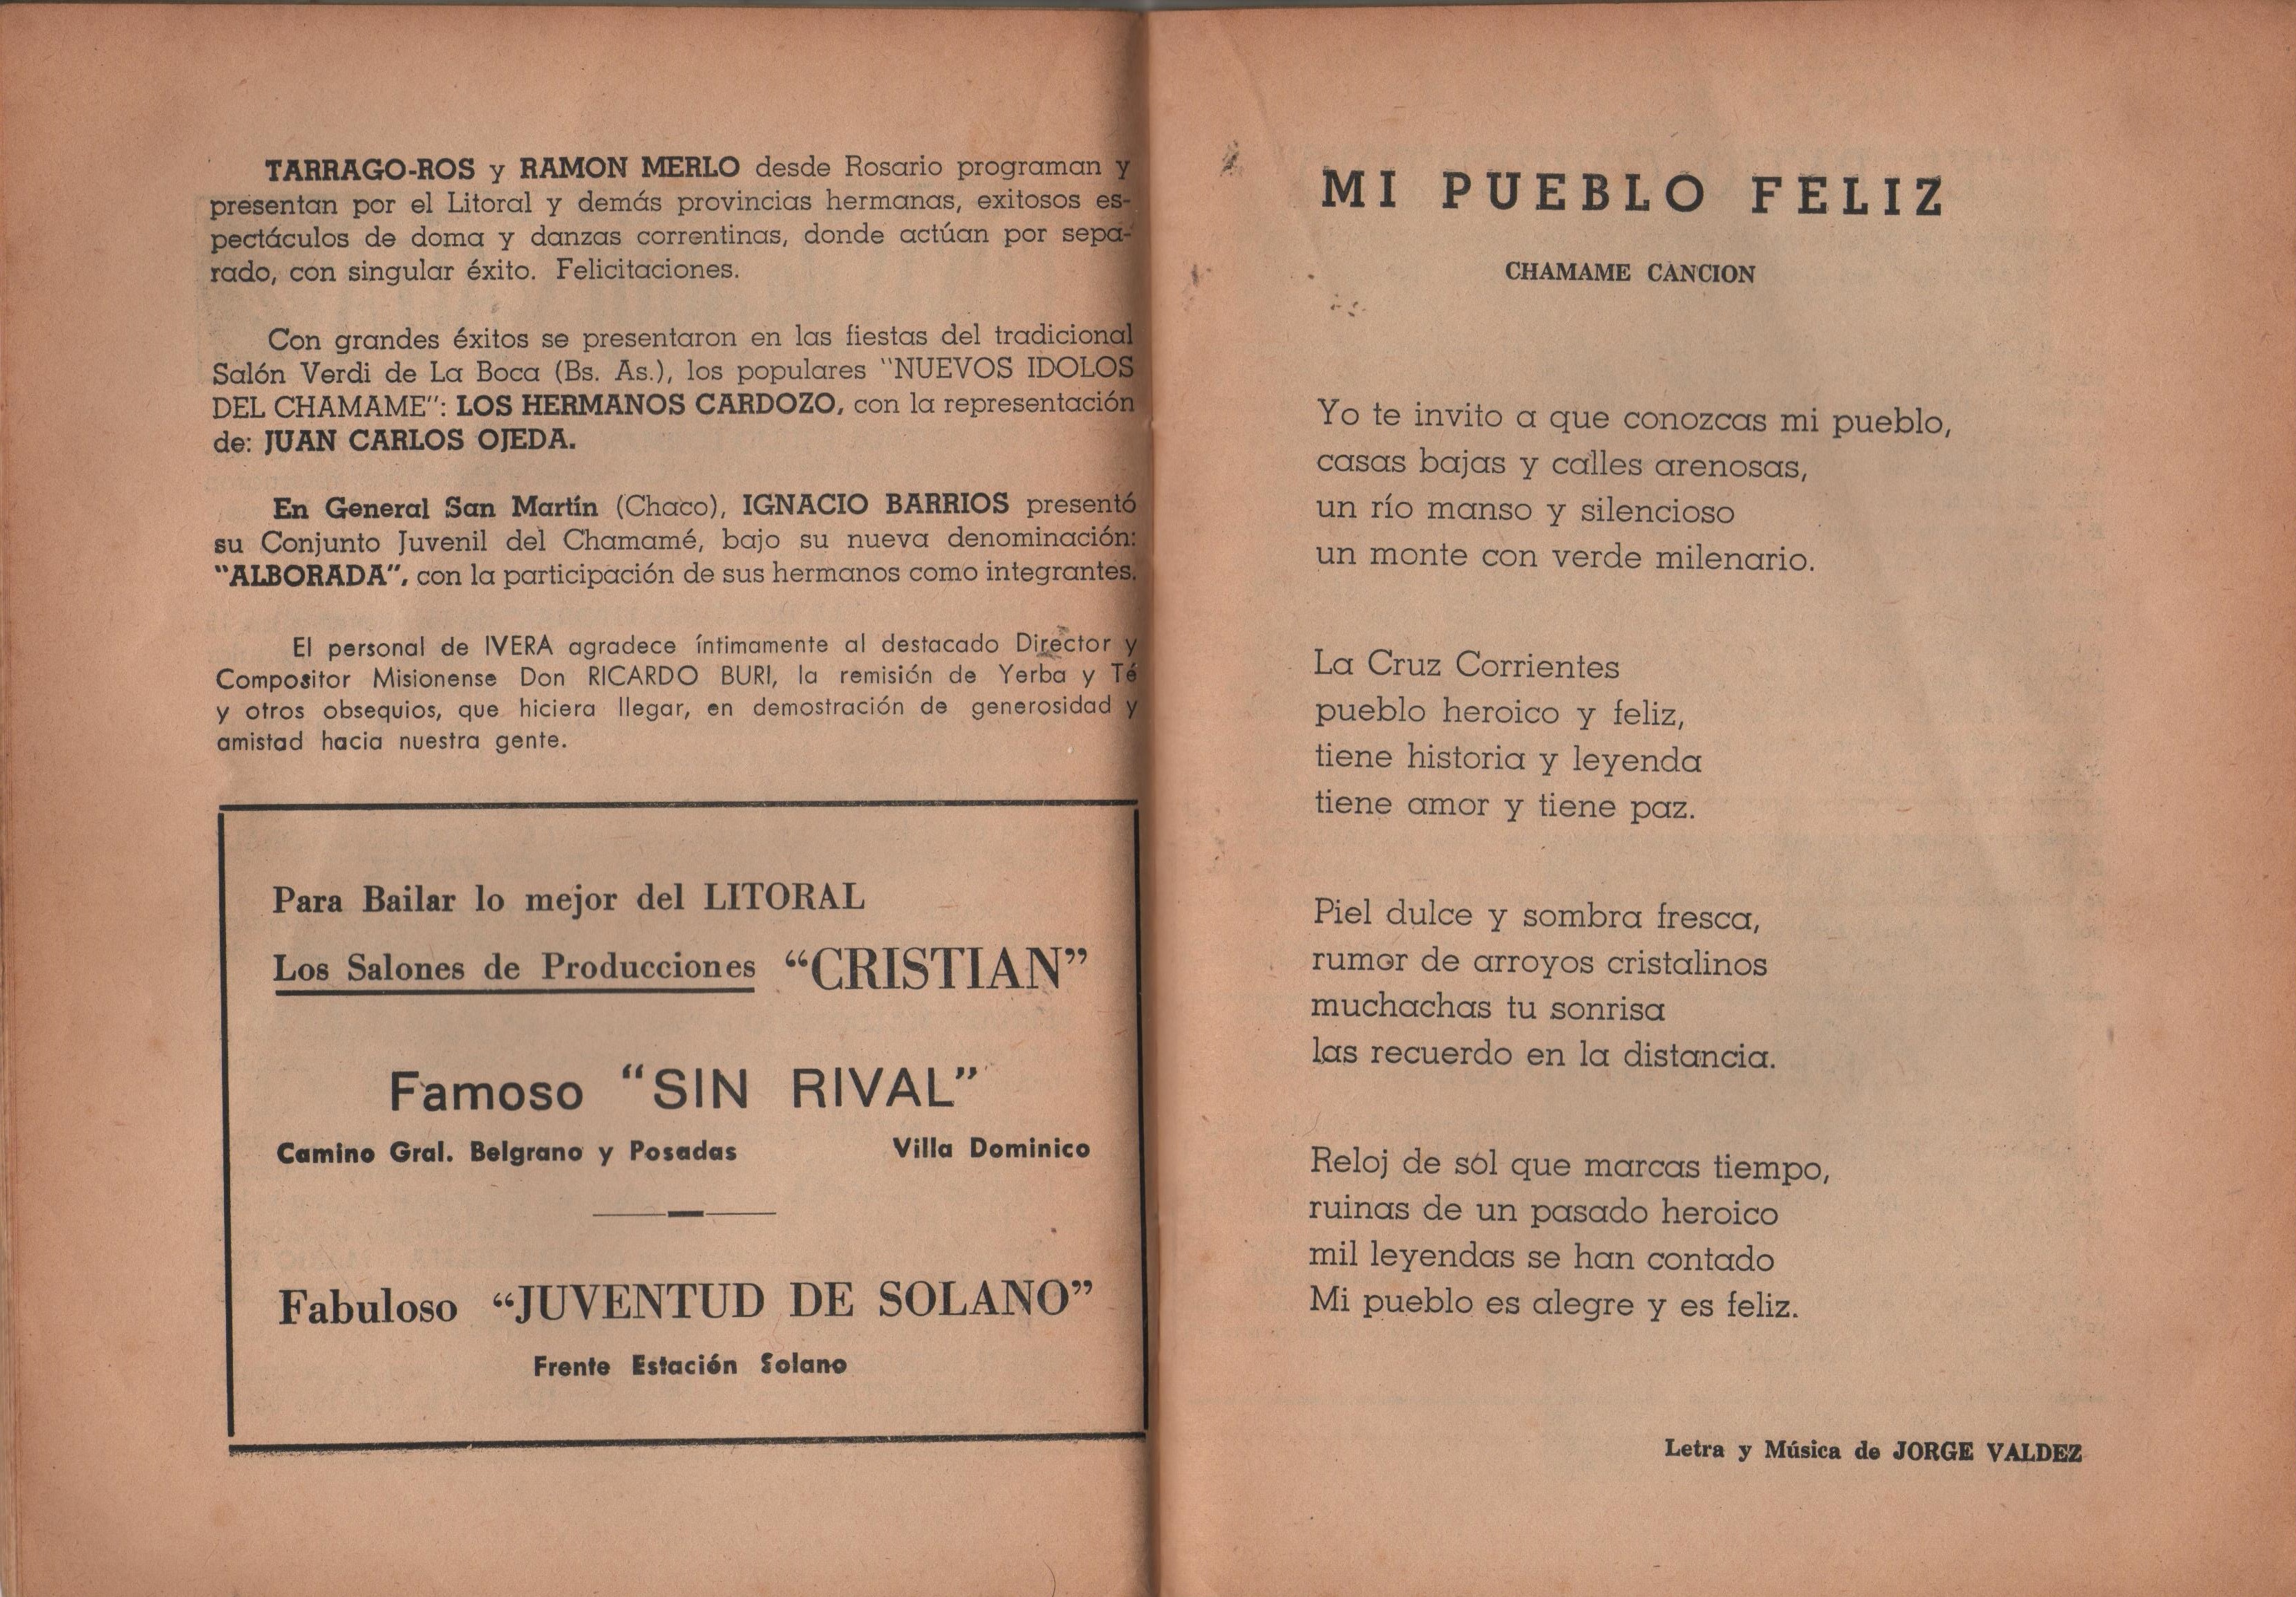 TARRAGO-ROS y RAMON MERLO desde Rosario programan y
presentan por el Litoral y demás provincias hermanas, exitosos es-
pectáculos de doma y danzas correntinas, donde actúan por sepa-
rado, con singular éxito. Felicitaciones.
Con grandes éxitos se presentaron en las fiestas del tradicional
Salón Verdi de La Boca (Bs. As.), los populares "NUEVOS IDOLOS
DEL CHAMAME": LOS HERMANOS CARDOZO, con la representación
de: JUAN CARLOS OJEDA.
En General San Martín (Chaco), IGNACIO BARRIOS presentó
su Conjunto Juvenil del Chamamé, bajo su nueva denominación:
"ALBORADA", con la participación de sus hermanos como integrantes.
El personal de IVERA agradece íntimamente al destacado Director y
Compositor Misionense Don RICARDO BURI, la remisión de Yerba y Té
y otros obsequios, que hiciera llegar, en demostración de generosidad y
amistad hacia nuestra gente.
Para Bailar lo mejor del LITORAL
Los Salones de Producciones "CRISTIAN"
Famoso "SIN RIVAL"
Camino Gral. Belgrano y Posadas Villa Dominico
Fabuloso "JUVENTUD DE SOLANO"
Frente Estación Solano
MI PUEBLO FELIZ
CHAMAME CANCION
Yo te invito a que conozcas mi pueblo,
casas bajas y calles arenosas,
un río manso y silencioso
un monte con verde milenario.
La Cruz Corrientes
pueblo heroico y feliz,
tiene historia y leyenda
tiene amor y tiene paz.
Piel dulce y sombra fresca,
rumor de arroyos cristalinos
muchachas tu sonrisa
las recuerdo en la distancia.
Reloj de sol que marcas tiempo,
ruinas de un pasado heroico
mil leyendas se han contado
Mi pueblo es alegre y es feliz.
Letra y Música de JORGE VALDEZ